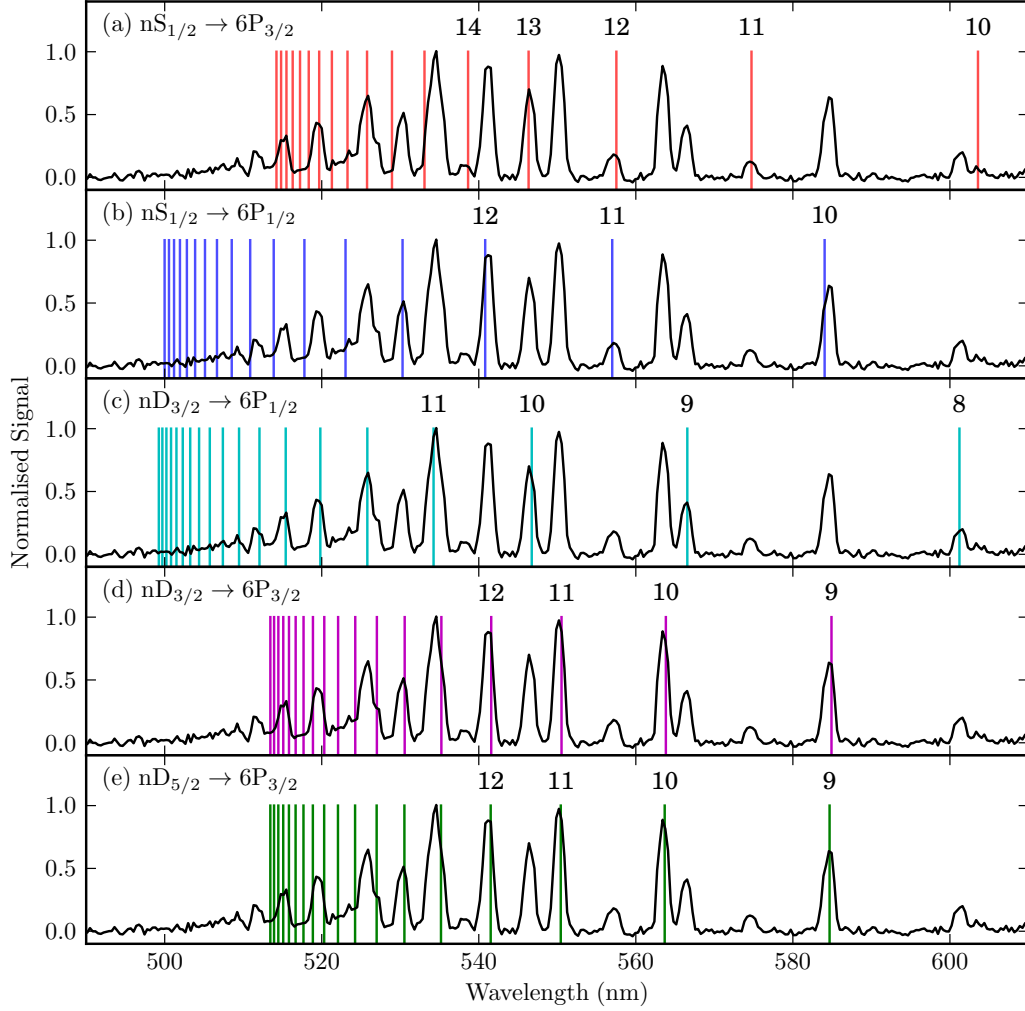 (a) nS1/2 → 6P3/2
14 13 12 11 10
1.0
0.5
0.0
(b) nS1/2 → 6P1/2
12 11 10
1.0
0.5
0.0
(c) nD3/2 → 6P1/2
11 10 9 8
1.0
0.5
0.0
(d) nD3/2 → 6P3/2
12 11 10 9
1.0
0.5
0.0
(e) nD5/2 → 6P3/2
12 11 10 9
1.0
0.5
0.0
Normalised Signal
500 520 540 560 580 600
Wavelength (nm)